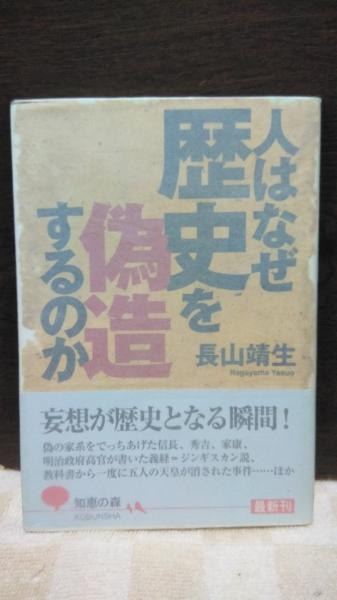 人はなぜ
歴史を
偽造
するのか
長山靖生
Nagayama Yasuo
妄想が歴史となる瞬間!
偽の家系をでっちあげた信長、秀吉、家康、
明治政府高官が書いた義経=ジンギスカン説、
教科書から一度に五人の天皇が消された事件……ほか
知恵の森
KOBUNSHA
最新刊